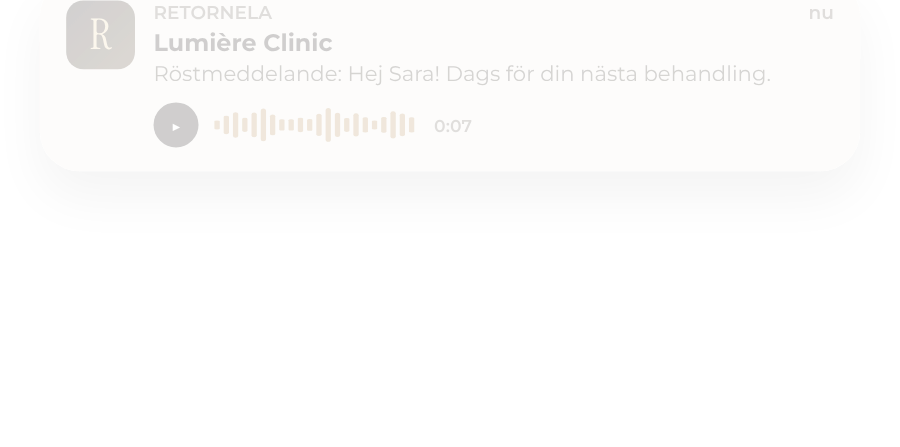 RETORNELA
nu
R
Lumière Clinic
Röstmeddelande: Hej Sara! Dags för din nästa behandling.
0:07